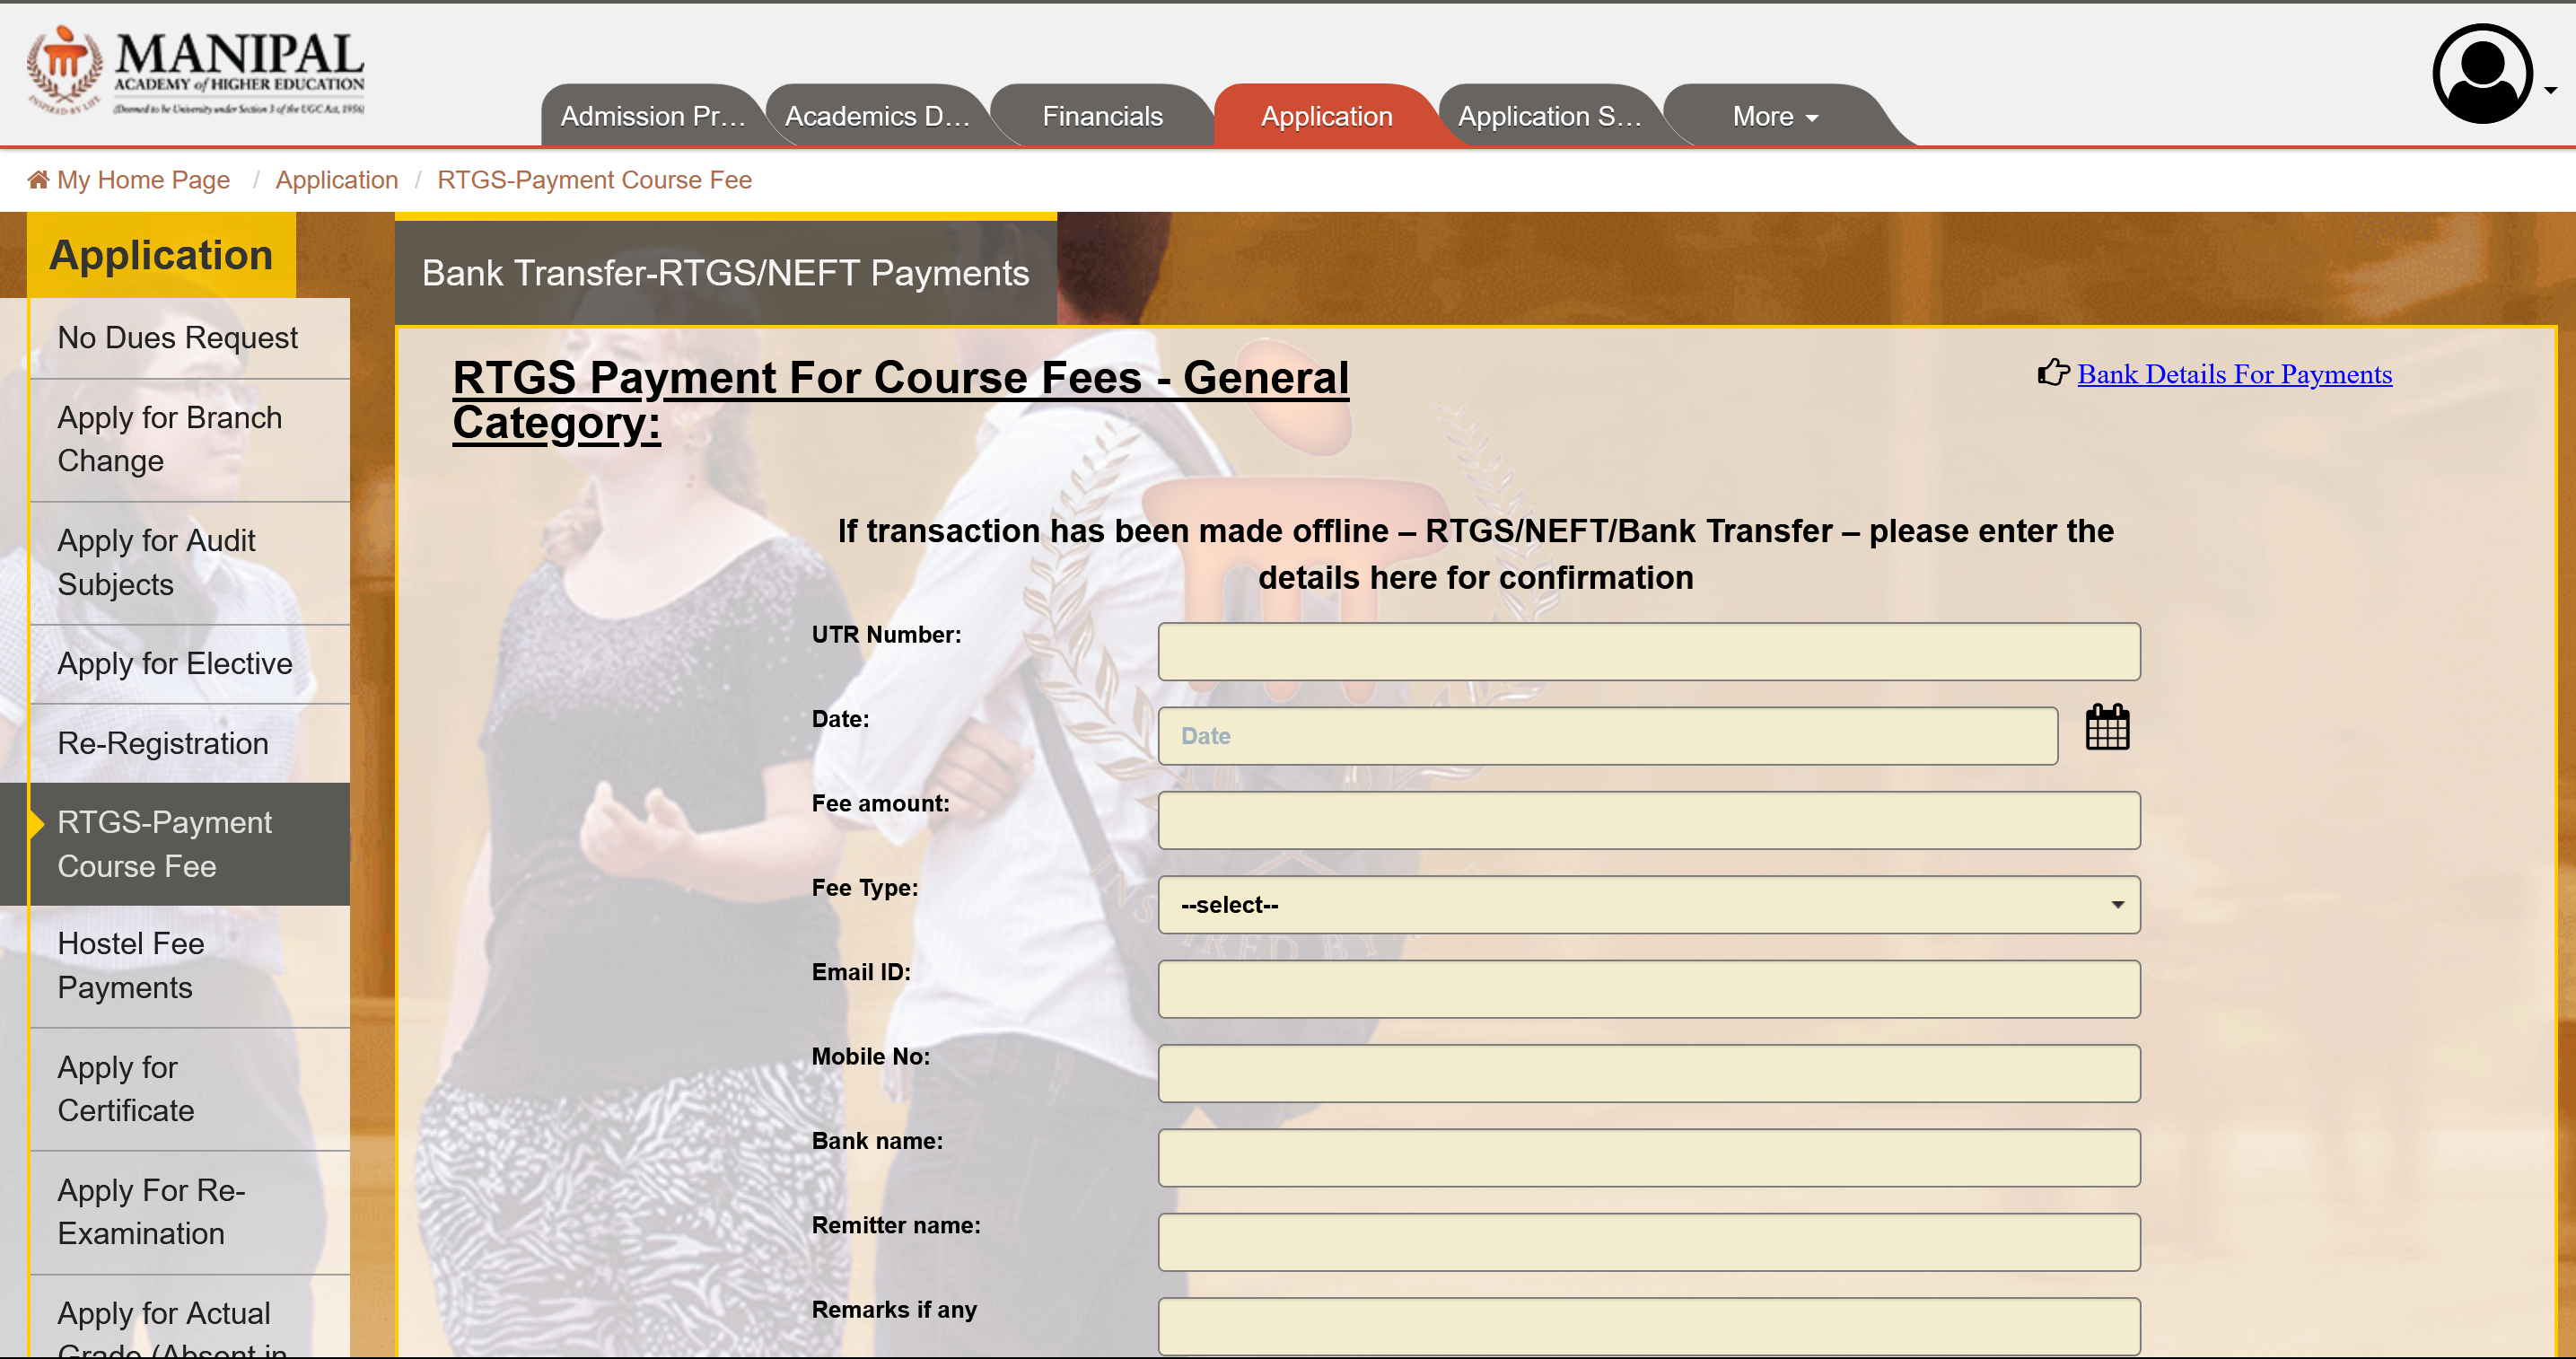 MANIPAL
ACADEMY of HIGHER EDUCATION
(Deemed to be University under Section 3 of the UGC Act, 1956)
INSPIRED BY LIFE
Admission Pr...
Academics D...
Financials
Application
Application S...
More
My Home Page / Application / RTGS-Payment Course Fee
Application
No Dues Request
Apply for Branch
Change
Apply for Audit
Subjects
Apply for Elective
Re-Registration
RTGS-Payment
Course Fee
Hostel Fee
Payments
Apply for
Certificate
Apply For Re-
Examination
Apply for Actual
Grade (Absent in
Bank Transfer-RTGS/NEFT Payments
RTGS Payment For Course Fees - General
Category:
Bank Details For Payments
If transaction has been made offline – RTGS/NEFT/Bank Transfer – please enter the
details here for confirmation
UTR Number:
Date:
Date
Fee amount:
Fee Type:
--select--
Email ID:
Mobile No:
Bank name:
Remitter name:
Remarks if any